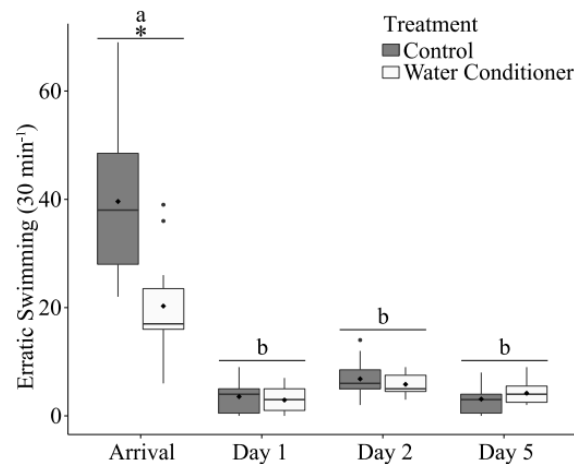 Treatment
Control
Water Conditioner
a
*
b
b
b
60
40
20
0
Erratic Swimming (30 min⁻¹)
Arrival Day 1 Day 2 Day 5